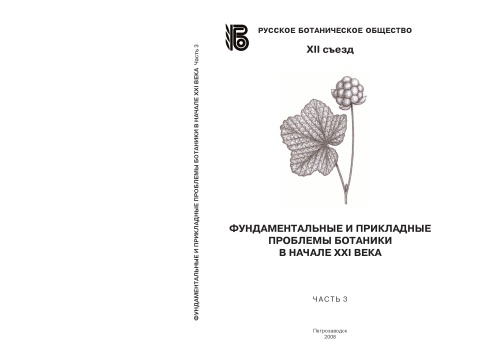 ФУНДАМЕНТАЛЬНЫЕ И ПРИКЛАДНЫЕ ПРОБЛЕМЫ БОТАНИКИ В НАЧАЛЕ XXI ВЕКА Часть 3
РУССКОЕ БОТАНИЧЕСКОЕ ОБЩЕСТВО
XII съезд
ФУНДАМЕНТАЛЬНЫЕ И ПРИКЛАДНЫЕ
ПРОБЛЕМЫ БОТАНИКИ
В НАЧАЛЕ XXI ВЕКА
ЧАСТЬ 3
Петрозаводск
2008